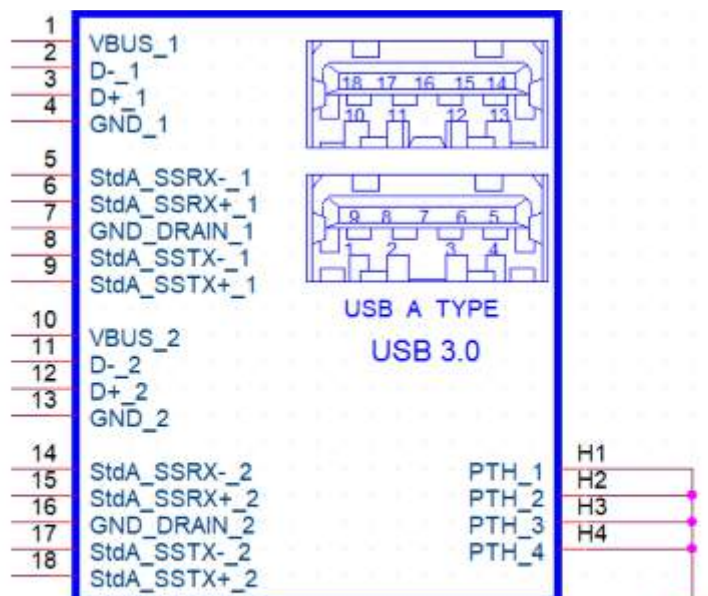 1 VBUS_1
2 D-_1
3 D+_1
4 GND_1
5 StdA_SSRX-_1
6 StdA_SSRX+_1
7 GND_DRAIN_1
8 StdA_SSTX-_1
9 StdA_SSTX+_1
10 VBUS_2
11 D-_2
12 D+_2
13 GND_2
14 StdA_SSRX-_2
15 StdA_SSRX+_2
16 GND_DRAIN_2
17 StdA_SSTX-_2
18 StdA_SSTX+_2
18 17 16 15 14
10 11 12 13
9 8 7 6 5
1 2 3 4
USB A TYPE
USB 3.0
PTH_1 H1
PTH_2 H2
PTH_3 H3
PTH_4 H4